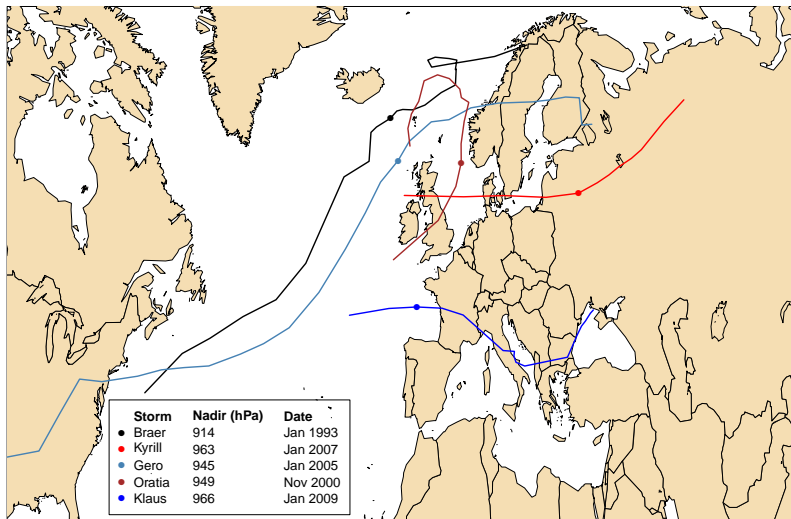 Storm Nadir (hPa) Date
Braer 914 Jan 1993
Kyrill 963 Jan 2007
Gero 945 Jan 2005
Oratia 949 Nov 2000
Klaus 966 Jan 2009